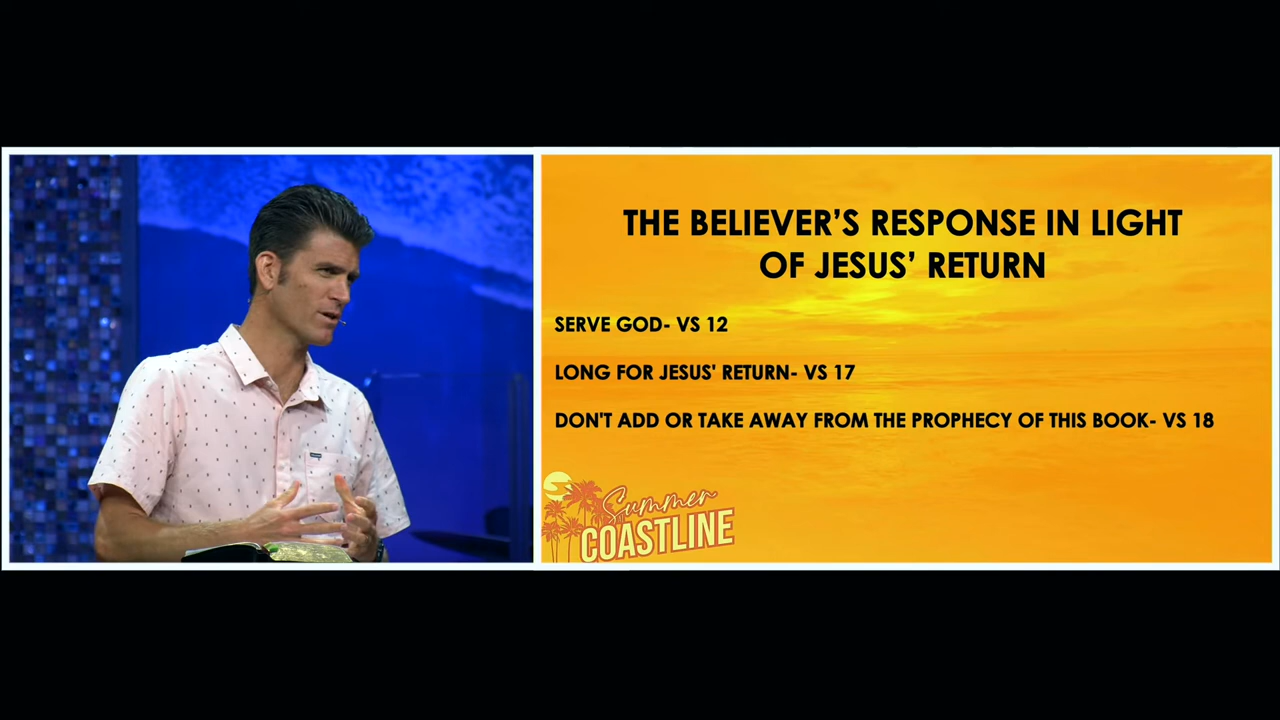 THE BELIEVER’S RESPONSE IN LIGHT
OF JESUS’ RETURN
SERVE GOD- VS 12
LONG FOR JESUS' RETURN- VS 17
DON'T ADD OR TAKE AWAY FROM THE PROPHECY OF THIS BOOK- VS 18
Summer
COASTLINE